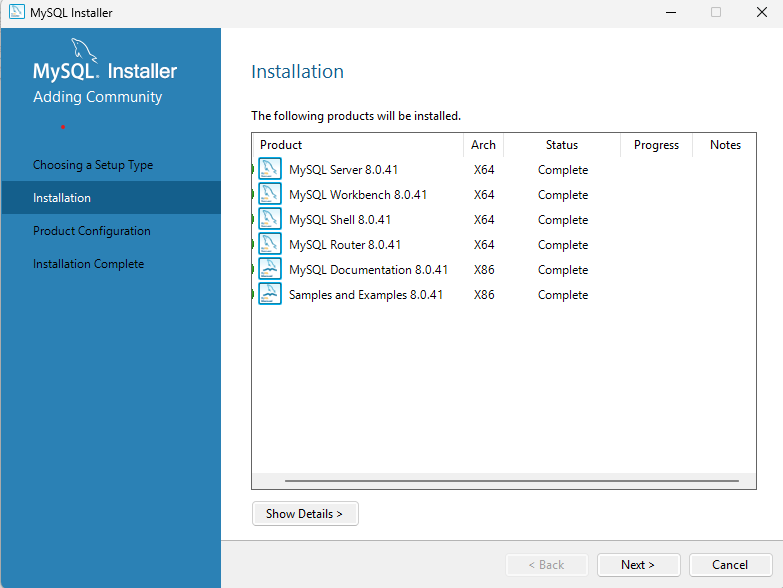 MySQL Installer
MySQL. Installer
Adding Community
Choosing a Setup Type
Installation
Product Configuration
Installation Complete
Installation
The following products will be installed.
Product Arch Status Progress Notes
MySQL Server 8.0.41 X64 Complete
MySQL Workbench 8.0.41 X64 Complete
MySQL Shell 8.0.41 X64 Complete
MySQL Router 8.0.41 X64 Complete
MySQL Documentation 8.0.41 X86 Complete
Samples and Examples 8.0.41 X86 Complete
Show Details >
< Back Next > Cancel